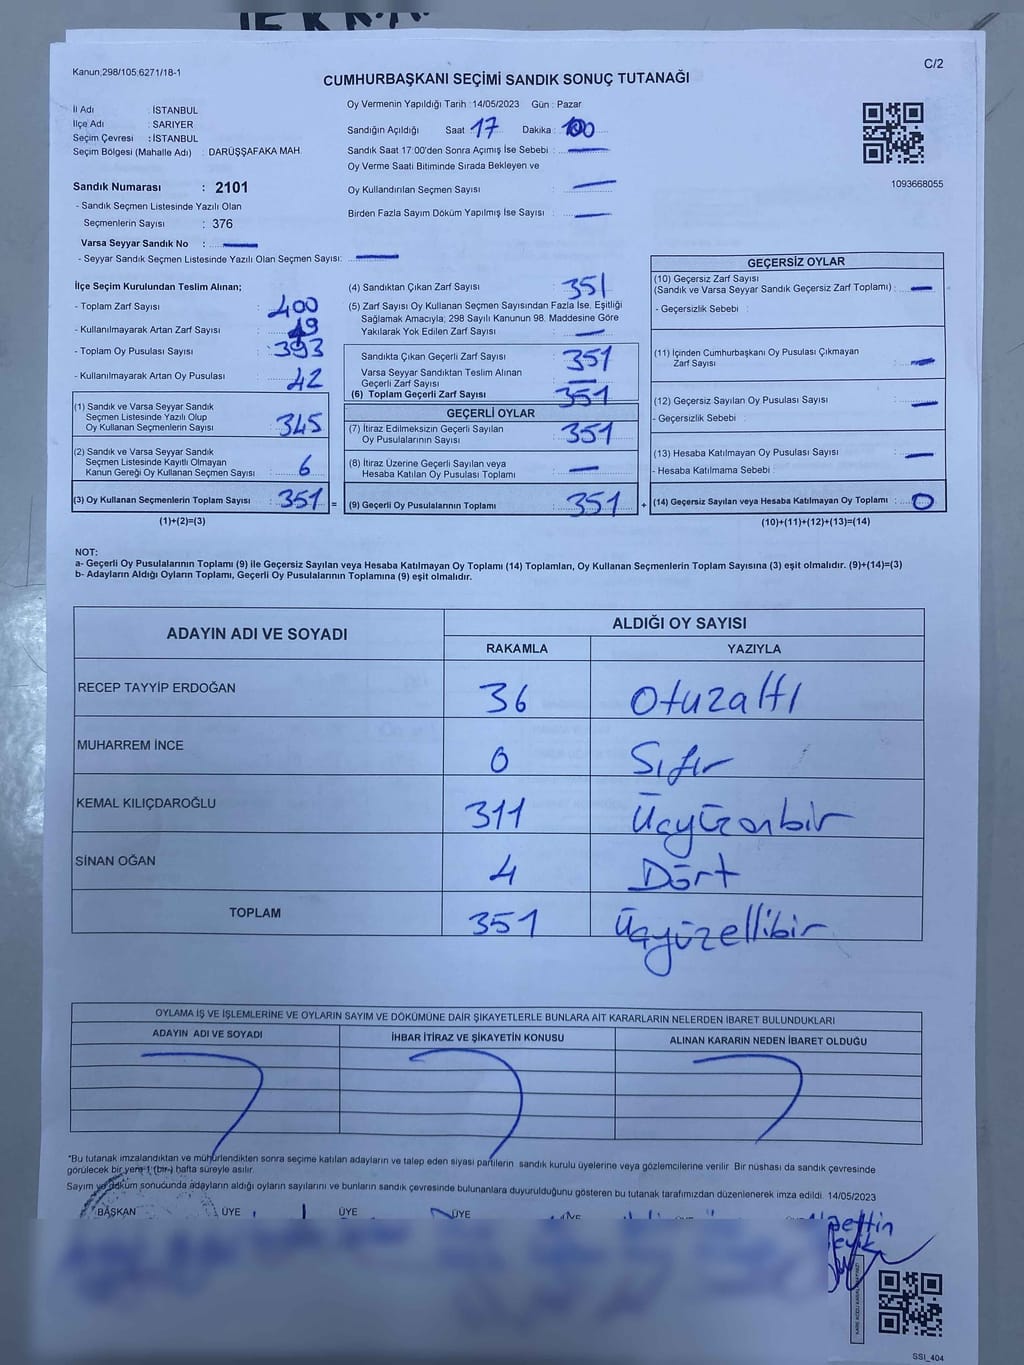 Kanun;298/105;6271/18-1
C/2
CUMHURBAŞKANI SEÇİMİ SANDIK SONUÇ TUTANAĞI
İl Adı : İSTANBUL
İlçe Adı : SARIYER
Seçim Çevresi : İSTANBUL
Seçim Bölgesi (Mahalle Adı) : DARÜŞŞAFAKA MAH.
Sandık Numarası : 2101
- Sandık Seçmen Listesinde Yazılı Olan
Seçmenlerin Sayısı : 376
Varsa Seyyar Sandık No :
- Seyyar Sandık Seçmen Listesinde Yazılı Olan Seçmen Sayısı:
Oy Vermenin Yapıldığı Tarih :14/05/2023 Gün : Pazar
Sandığın Açıldığı Saat 17 Dakika :
Sandık Saat 17:00'den Sonra Açımış İse Sebebi :
Oy Verme Saati Bitiminde Sırada Bekleyen ve
Oy Kullandırılan Seçmen Sayısı :
Birden Fazla Sayım Döküm Yapılmış İse Sayısı :
1093668055
İlçe Seçim Kurulundan Teslim Alınan;
- Toplam Zarf Sayısı : 400
- Kullanılmayarak Artan Zarf Sayısı : 49
- Toplam Oy Pusulası Sayısı : 393
- Kullanılmayarak Artan Oy Pusulası : 42
(1) Sandık ve Varsa Seyyar Sandık
Seçmen Listesinde Yazılı Olup
Oy Kullanan Seçmenlerin Sayısı : 345
(2) Sandık ve Varsa Seyyar Sandık
Seçmen Listesinde Kayıtlı Olmayan
Kanun Gereği Oy Kullanan Seçmen Sayısı : 6
(3) Oy Kullanan Seçmenlerin Toplam Sayısı : 351 =
(1)+(2)=(3)
(4) Sandıktan Çıkan Zarf Sayısı : 351
(5) Zarf Sayısı Oy Kullanan Seçmen Sayısından Fazla İse, Eşitliği
Sağlamak Amacıyla; 298 Sayılı Kanunun 98. Maddesine Göre
Yakılarak Yok Edilen Zarf Sayısı :
Sandıkta Çıkan Geçerli Zarf Sayısı : 351
Varsa Seyyar Sandıktan Teslim Alınan
Geçerli Zarf Sayısı :
(6) Toplam Geçerli Zarf Sayısı : 351
GEÇERLİ OYLAR
(7) İtiraz Edilmeksizin Geçerli Sayılan
Oy Pusulalarının Sayısı : 351
(8) İtiraz Üzerine Geçerli Sayılan veya
Hesaba Katılan Oy Pusulası Toplamı :
(9) Geçerli Oy Pusulalarının Toplamı : 351 +
GEÇERSİZ OYLAR
(10) Geçersiz Zarf Sayısı
(Sandık ve Varsa Seyyar Sandık Geçersiz Zarf Toplamı) :
- Geçersizlik Sebebi :
(11) İçinden Cumhurbaşkanı Oy Pusulası Çıkmayan
Zarf Sayısı :
(12) Geçersiz Sayılan Oy Pusulası Sayısı :
- Geçersizlik Sebebi :
(13) Hesaba Katılmayan Oy Pusulası Sayısı :
- Hesaba Katılmama Sebebi :
(14) Geçersiz Sayılan veya Hesaba Katılmayan Oy Toplamı : 0
(10)+(11)+(12)+(13)=(14)
NOT:
a- Geçerli Oy Pusulalarının Toplamı (9) ile Geçersiz Sayılan veya Hesaba Katılmayan Oy Toplamı (14) Toplamları, Oy Kullanan Seçmenlerin Toplam Sayısına (3) eşit olmalıdır. (9)+(14)=(3)
b- Adayların Aldığı Oyların Toplamı, Geçerli Oy Pusulalarının Toplamına (9) eşit olmalıdır.
ADAYIN ADI VE SOYADI
ALDIĞI OY SAYISI
RAKAMLA YAZIYLA
RECEP TAYYİP ERDOĞAN 36 Otuzaltı
MUHARREM İNCE 0 Sıfır
KEMAL KILIÇDAROĞLU 311 Üçyüzonbir
SİNAN OĞAN 4 Dört
TOPLAM 351 Üçyüzellibir
OYLAMA İŞ VE İŞLEMLERİNE VE OYLARIN SAYIM VE DÖKÜMÜNE DAİR ŞİKAYETLERLE BUNLARA AİT KARARLARIN NELERDEN İBARET BULUNDUKLARI
ADAYIN ADI VE SOYADI İHBAR İTİRAZ VE ŞİKAYETİN KONUSU ALINAN KARARIN NEDEN İBARET OLDUĞU
*Bu tutanak imzalandıktan ve mühürlendikten sonra seçime katılan adayların ve talep eden siyasi partilerin sandık kurulu üyelerine veya gözlemcilerine verilir. Bir nüshası da sandık çevresinde
görülecek bir yere 1 (bir) hafta süreyle asılır.
Sayım ve döküm sonucunda adayların aldığı oyların sayılarını ve bunların sandık çevresinde bulunanlara duyurulduğunu gösteren bu tutanak tarafımızdan düzenlenerek imza edildi. 14/05/2023
BAŞKAN ÜYE ÜYE ÜYE
SSI_404